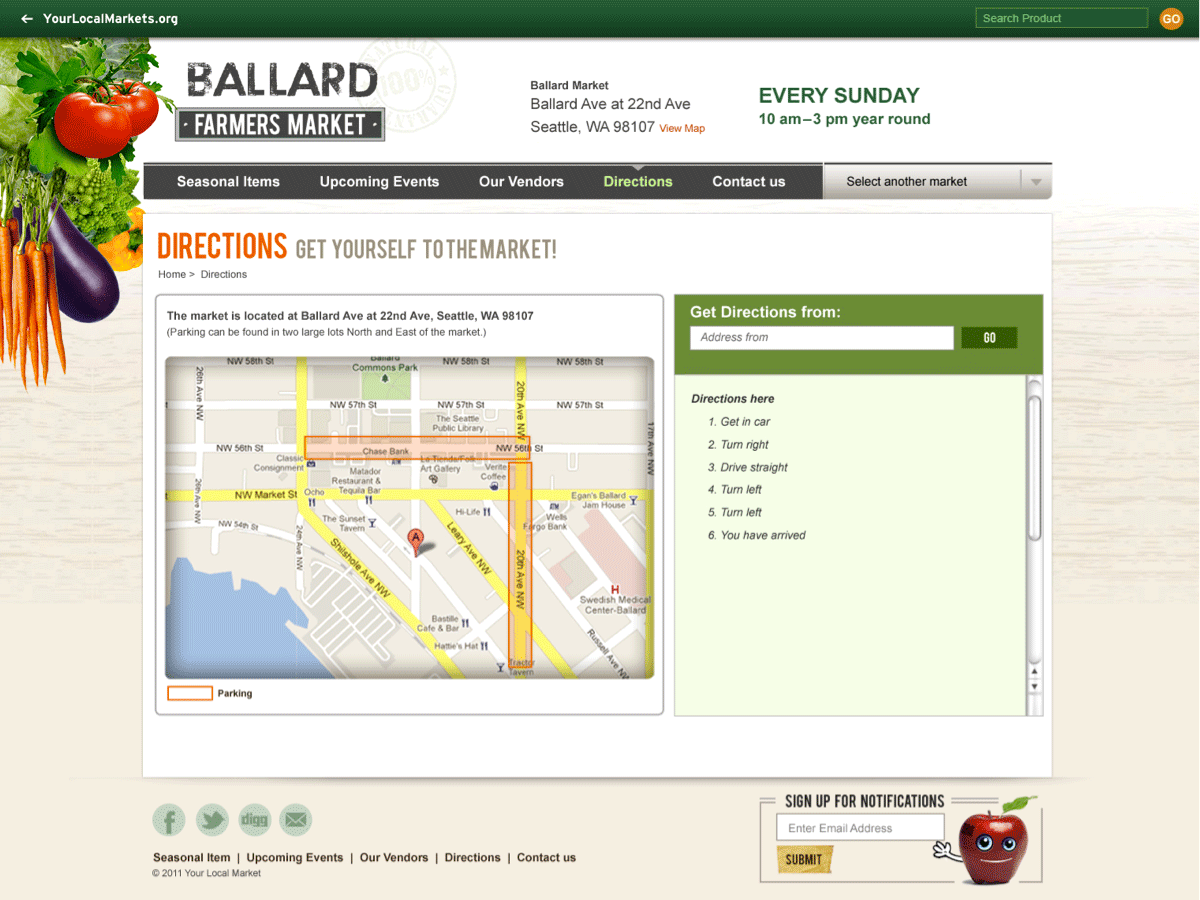 YourLocalMarkets.org
Search Product
GO
BALLARD
· FARMERS MARKET ·
NATURAL
100%
Ballard Market
Ballard Ave at 22nd Ave
Seattle, WA 98107 View Map
EVERY SUNDAY
10 am–3 pm year round
Seasonal Items
Upcoming Events
Our Vendors
Directions
Contact us
Select another market
DIRECTIONS GET YOURSELF TO THE MARKET!
Home > Directions
The market is located at Ballard Ave at 22nd Ave, Seattle, WA 98107
(Parking can be found in two large lots North and East of the market.)
NW 58th St
Ballard
Commons Park
NW 58th St
NW 58th St
26th Ave NW
20th Ave NW
NW 57th St
NW 57th St
NW 57th St
The Seattle
Public Library
17th Ave NW
NW 56th St
Chase Bank
NW 56th St
Classic
Consignment
Matador
Restaurant &
Tequila Bar
La Tienda/Folk
Art Gallery
Verite
Coffee
26th Ave NW
NW Market St
Ocho
Egan's Ballard
Jam House
Hi-Life
Wells
Fargo Bank
NW 54th St
The Sunset
Tavern
24th Ave NW
A
Leary Ave NW
Shilshole Ave NW
20th Ave NW
H
Swedish Medical
Center-Ballard
Bastille
Cafe & Bar
Hattie's Hat
Russell Ave NW
Tractor
Tavern
Parking
Get Directions from:
Address from
GO
Directions here
1. Get in car
2. Turn right
3. Drive straight
4. Turn left
5. Turn left
6. You have arrived
digg
Seasonal Item | Upcoming Events | Our Vendors | Directions | Contact us
© 2011 Your Local Market
SIGN UP FOR NOTIFICATIONS
Enter Email Address
SUBMIT